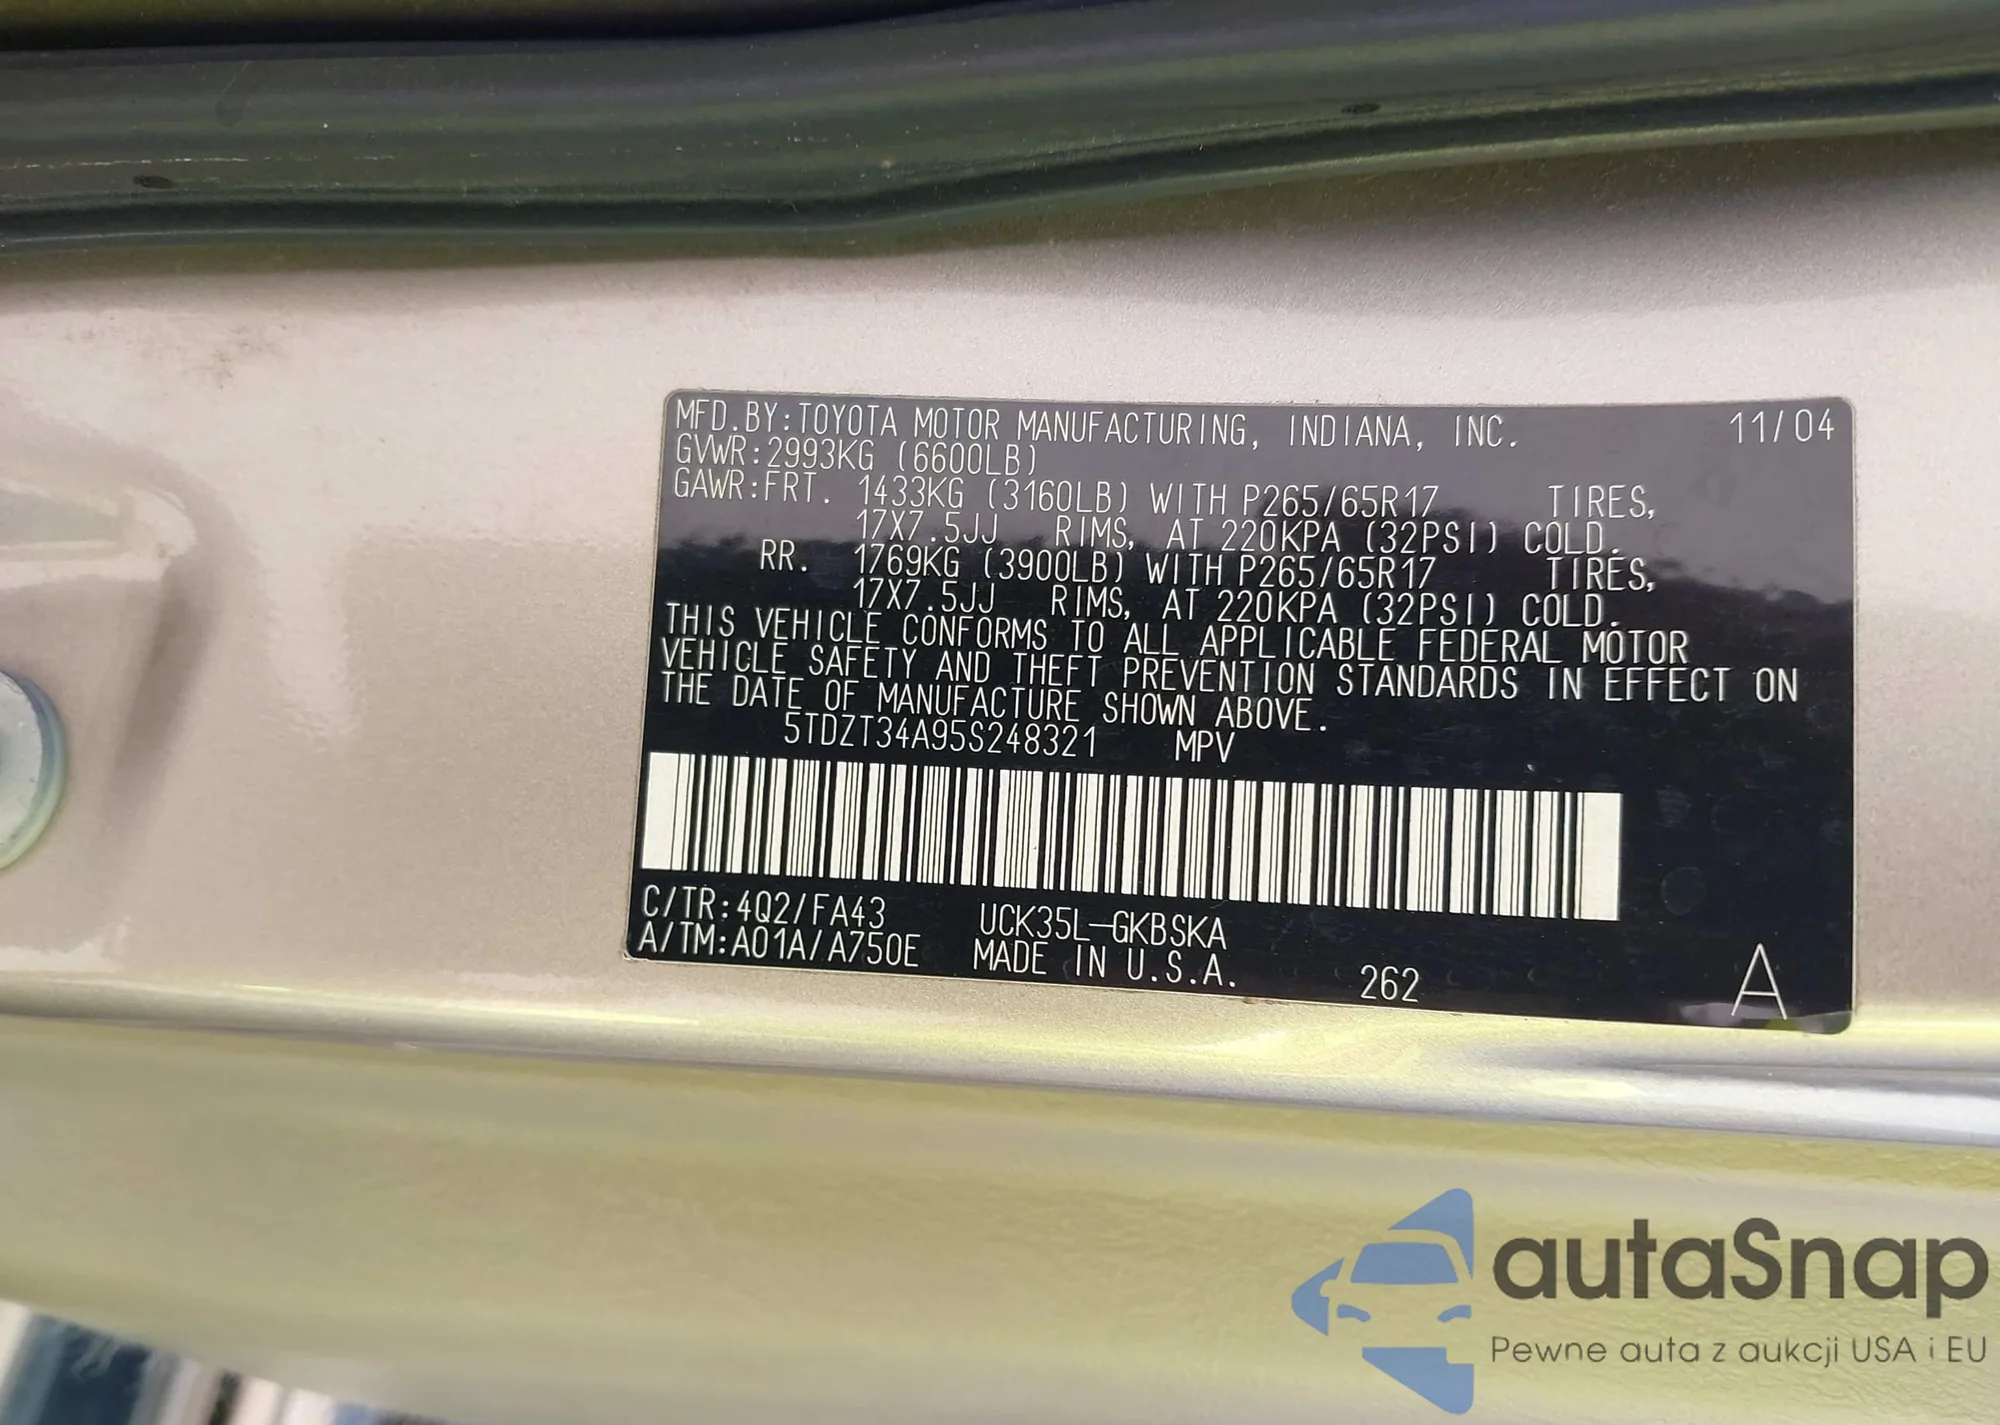 MFD.BY:TOYOTA MOTOR MANUFACTURING, INDIANA, INC. 11/04
GVWR:2993KG (6600LB)
GAWR:FRT. 1433KG (3160LB) WITH P265/65R17 TIRES,
17X7.5JJ RIMS, AT 220KPA (32PSI) COLD.
RR. 1769KG (3900LB) WITH P265/65R17 TIRES,
17X7.5JJ RIMS, AT 220KPA (32PSI) COLD.
THIS VEHICLE CONFORMS TO ALL APPLICABLE FEDERAL MOTOR
VEHICLE SAFETY AND THEFT PREVENTION STANDARDS IN EFFECT ON
THE DATE OF MANUFACTURE SHOWN ABOVE.
5TDZT34A95S248321 MPV
C/TR:4Q2/FA43 UCK35L-GKBSKA
A/TM:A01A/A750E MADE IN U.S.A. 262 A
autaSnap
Pewne auta z aukcji USA i EU